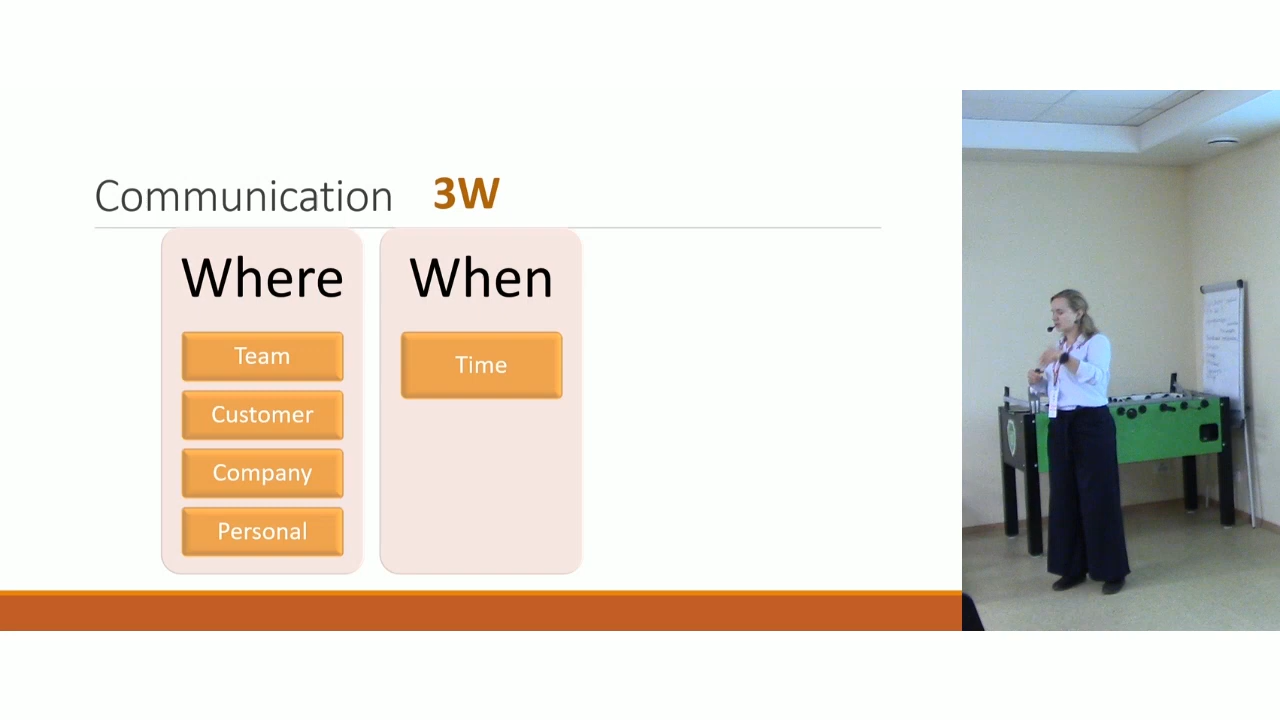 Communication 3W
Where
Team
Customer
Company
Personal
When
Time